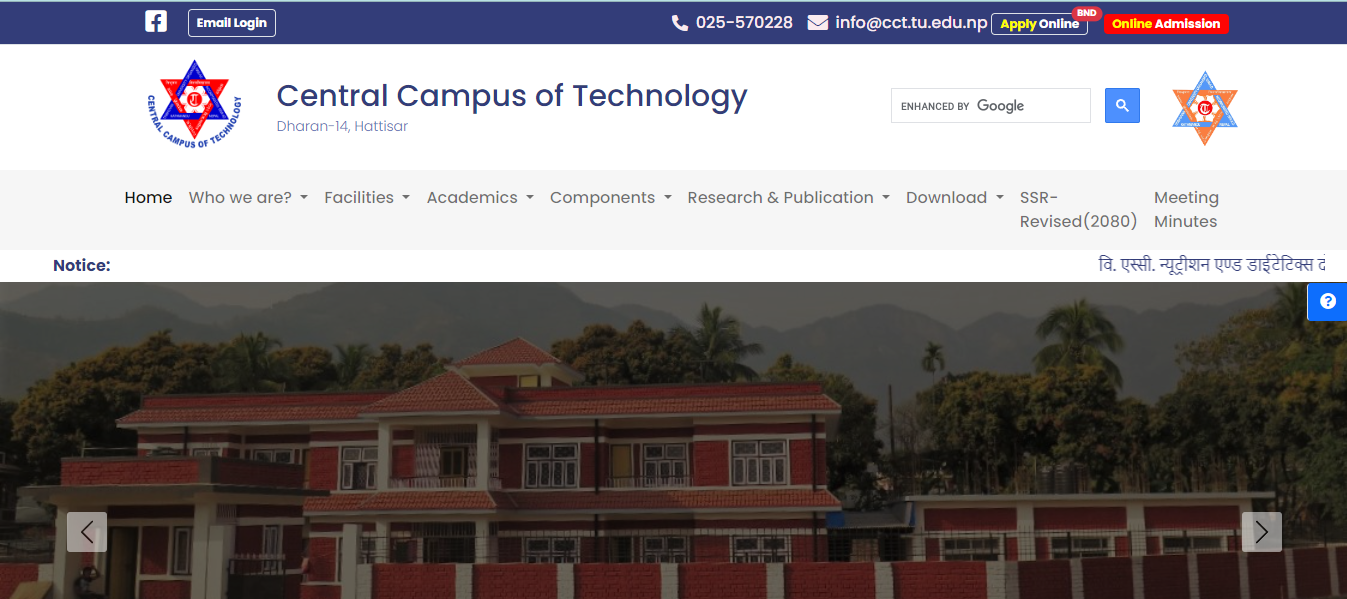 Email Login
025-570228
info@cct.tu.edu.np
Apply Online
BND
Online Admission
CENTRAL CAMPUS OF TECHNOLOGY
Central Campus of Technology
Dharan-14, Hattisar
ENHANCED BY Google
Home
Who we are?
Facilities
Academics
Components
Research & Publication
Download
SSR-
Revised(2080)
Meeting
Minutes
Notice:
वि. एस्सी. न्यूट्रीशन एण्ड डाईटेटिक्स